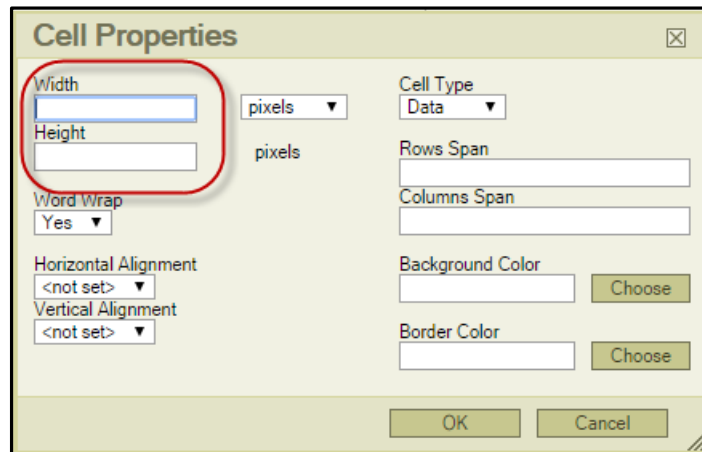 Cell Properties
Width
pixels
Height
pixels
Word Wrap
Yes
Horizontal Alignment
<not set>
Vertical Alignment
<not set>
Cell Type
Data
Rows Span
Columns Span
Background Color
Choose
Border Color
Choose
OK
Cancel